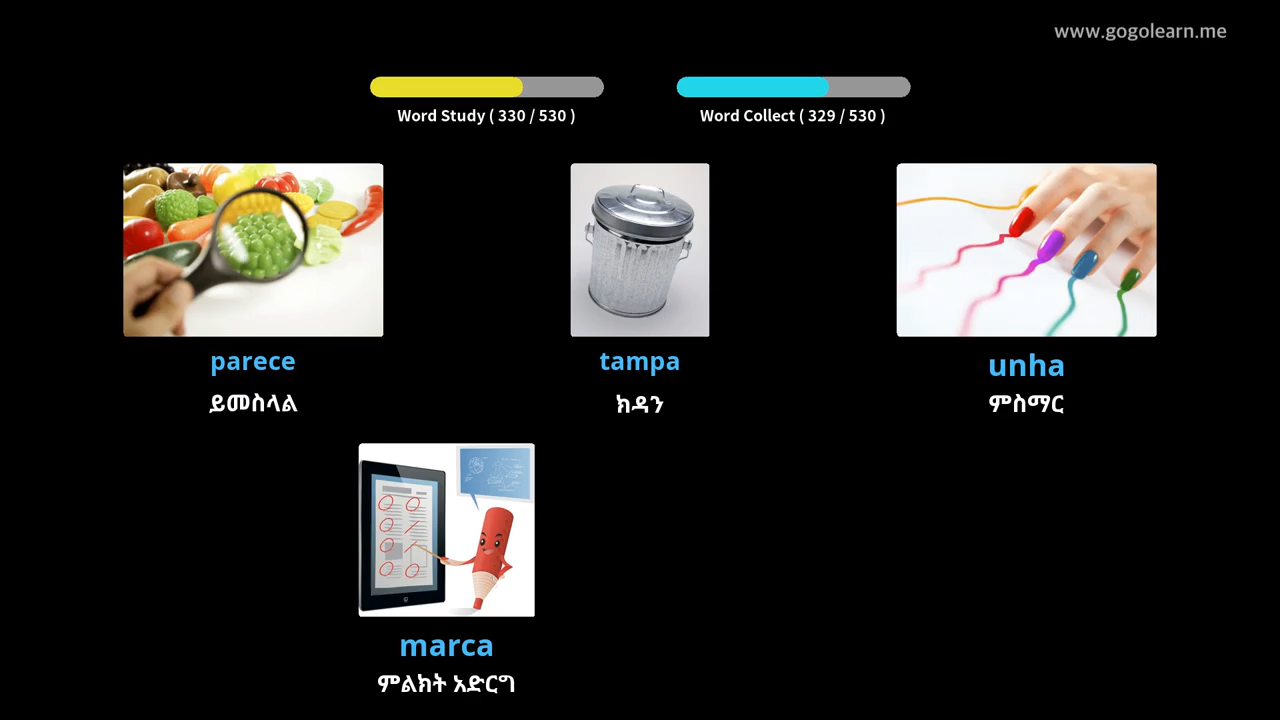 www.gogolearn.me
Word Study ( 330 / 530 )
Word Collect ( 329 / 530 )
parece
tampa
unha
ይመስላል
ክዳን
ምስማር
marca
ምልክት አድርግ